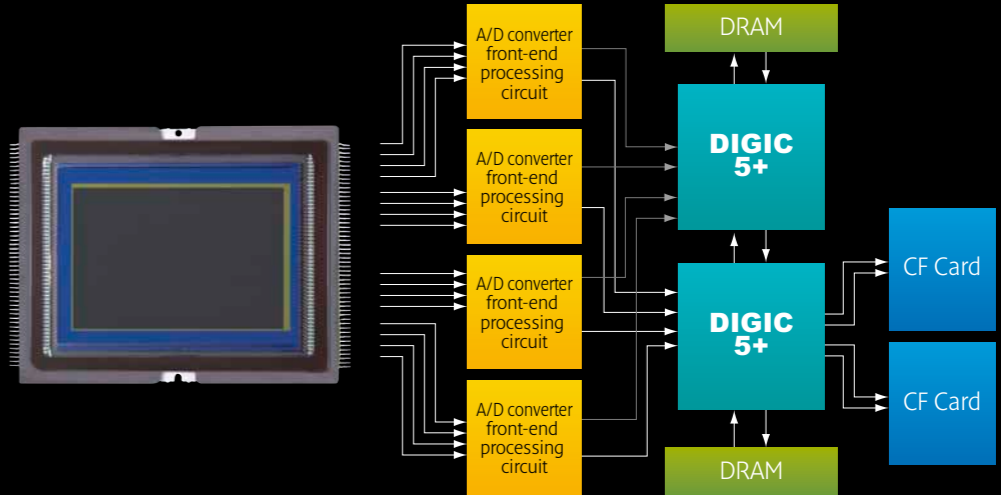 A/D converter
front-end
processing
circuit
A/D converter
front-end
processing
circuit
A/D converter
front-end
processing
circuit
A/D converter
front-end
processing
circuit
DRAM
DIGIC
5+
DIGIC
5+
DRAM
CF Card
CF Card